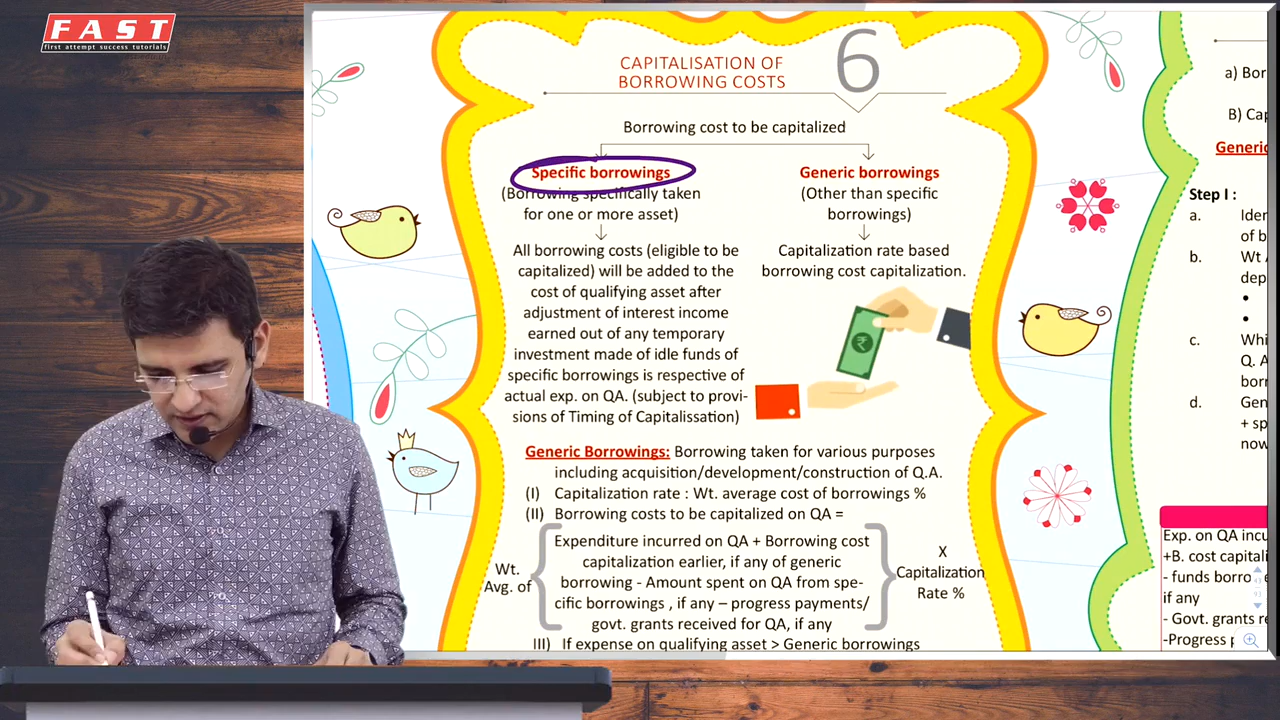 FAST
first attempt success tutorials
CAPITALISATION OF
BORROWING COSTS
6
Borrowing cost to be capitalized
Specific borrowings
(Borrowing specifically taken
for one or more asset)
All borrowing costs (eligible to be
capitalized) will be added to the
cost of qualifying asset after
adjustment of interest income
earned out of any temporary
investment made of idle funds of
specific borrowings is respective of
actual exp. on QA. (subject to provi-
sions of Timing of Capitalissation)
Generic borrowings
(Other than specific
borrowings)
Capitalization rate based
borrowing cost capitalization.
₹
Generic Borrowings: Borrowing taken for various purposes
including acquisition/development/construction of Q.A.
(I) Capitalization rate : Wt. average cost of borrowings %
(II) Borrowing costs to be capitalized on QA =
Wt.
Avg. of
Expenditure incurred on QA + Borrowing cost
capitalization earlier, if any of generic
borrowing - Amount spent on QA from spe-
cific borrowings , if any – progress payments/
govt. grants received for QA, if any
X
Capitalization
Rate %
III) If expense on qualifying asset > Generic borrowings
a) Bor
B) Cap
Generic
Step I :
a. Iden
of b
b. Wt
dep
•
•
c. Whi
Q. A
borr
d. Gen
+ sp
now
Exp. on QA incu
+B. cost capitali
- funds borro
if any
- Govt. grants re
-Progress p